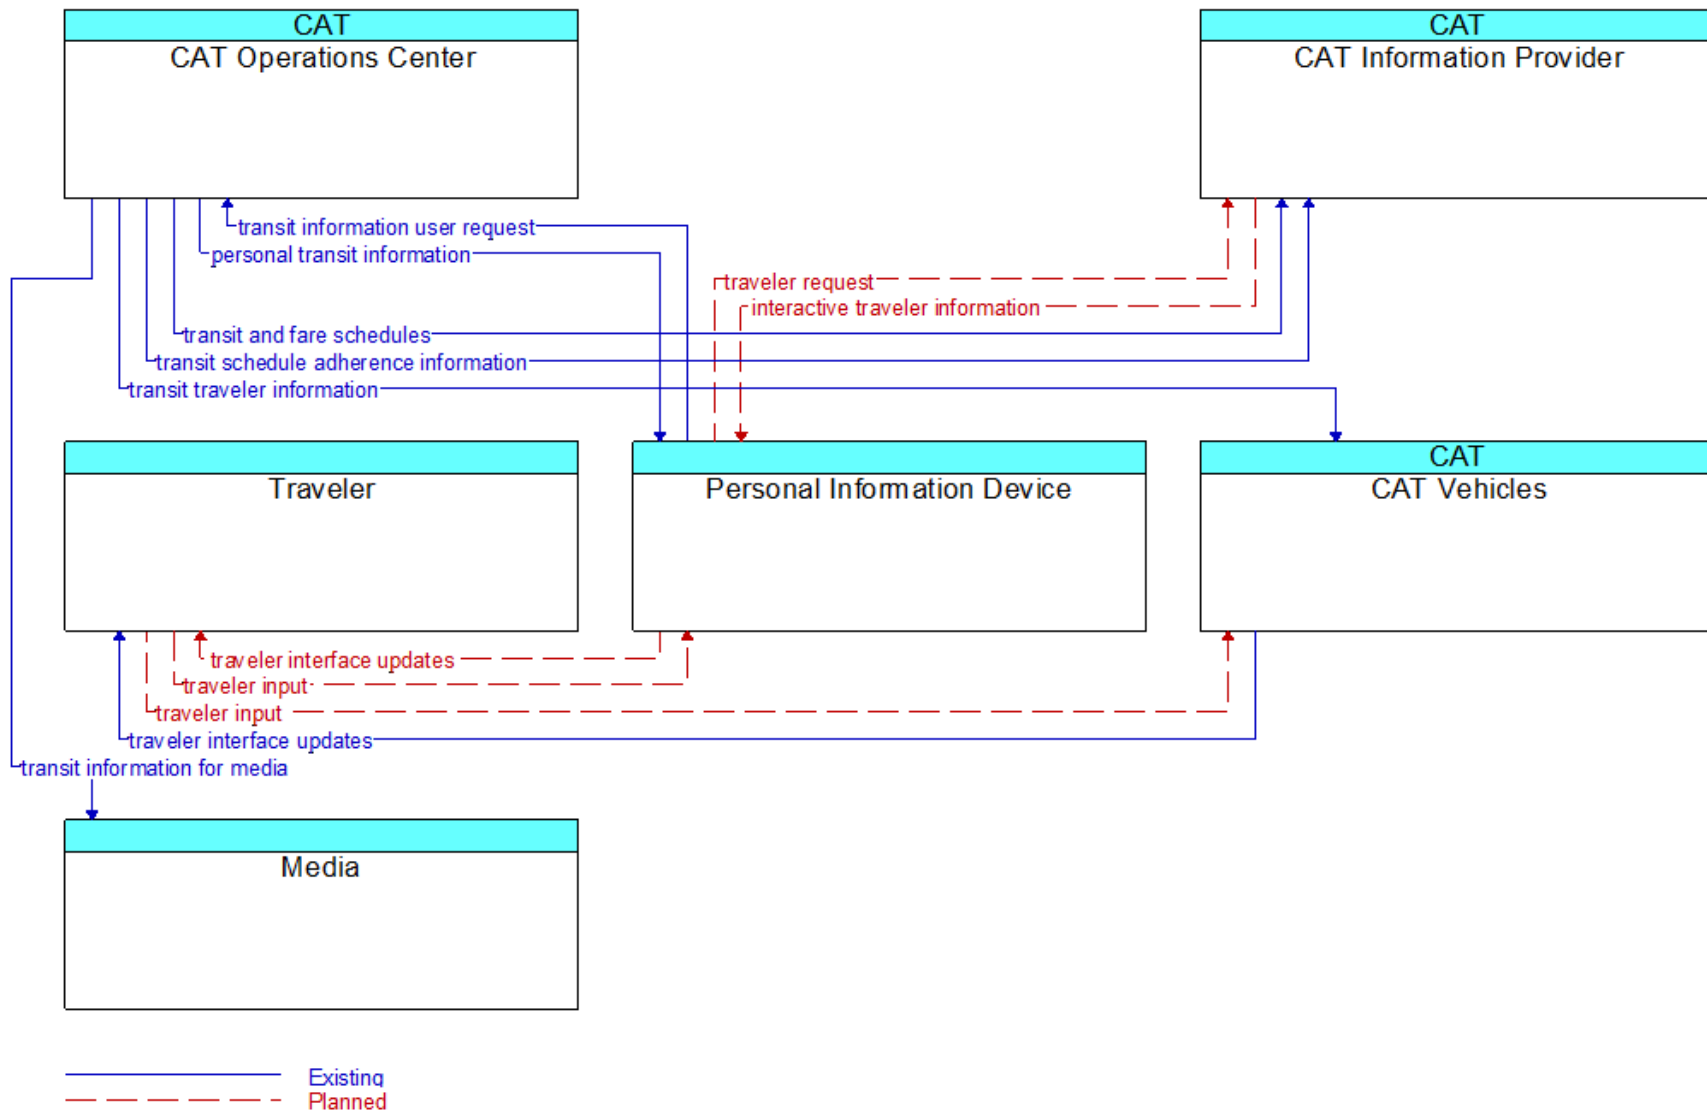 CAT
CAT Operations Center
CAT
CAT Information Provider
transit information user request
personal transit information
traveler request
interactive traveler information
transit and fare schedules
transit schedule adherence information
transit traveler information
Traveler
Personal Information Device
CAT
CAT Vehicles
traveler interface updates
traveler input
traveler input
traveler interface updates
transit information for media
Media
Existing
Planned